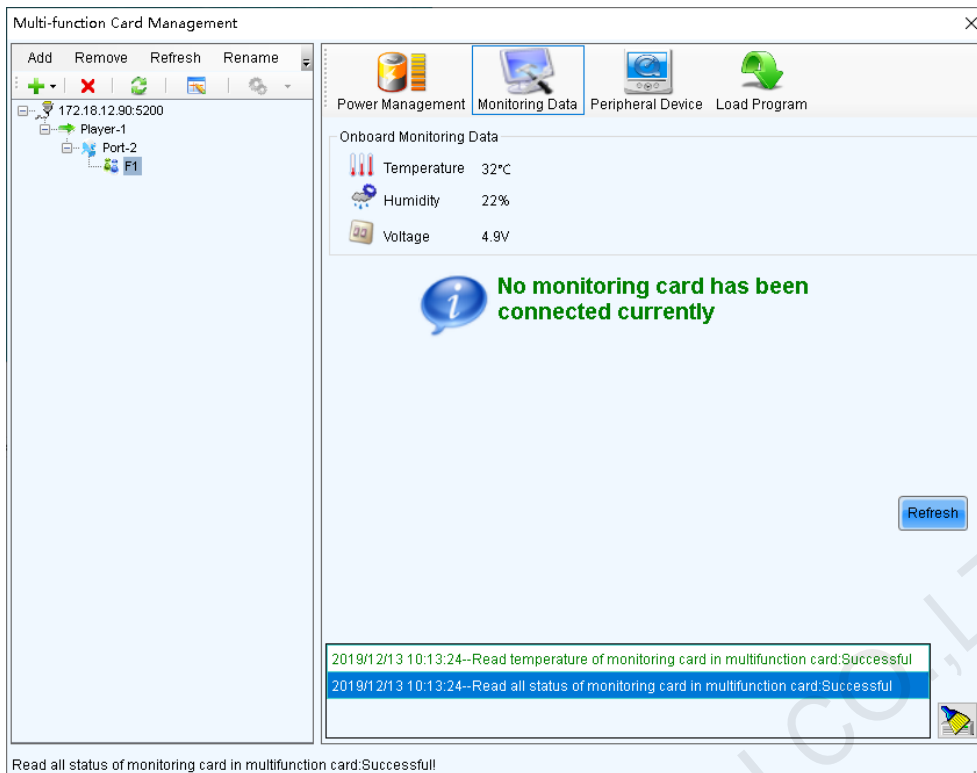 Multi-function Card Management
Add Remove Refresh Rename
172.18.12.90:5200
Player-1
Port-2
F1
Power Management Monitoring Data Peripheral Device Load Program
Onboard Monitoring Data
Temperature 32°C
Humidity 22%
Voltage 4.9V
No monitoring card has been
connected currently
Refresh
2019/12/13 10:13:24--Read temperature of monitoring card in multifunction card:Successful
2019/12/13 10:13:24--Read all status of monitoring card in multifunction card:Successful
Read all status of monitoring card in multifunction card:Successful!
CO.,L